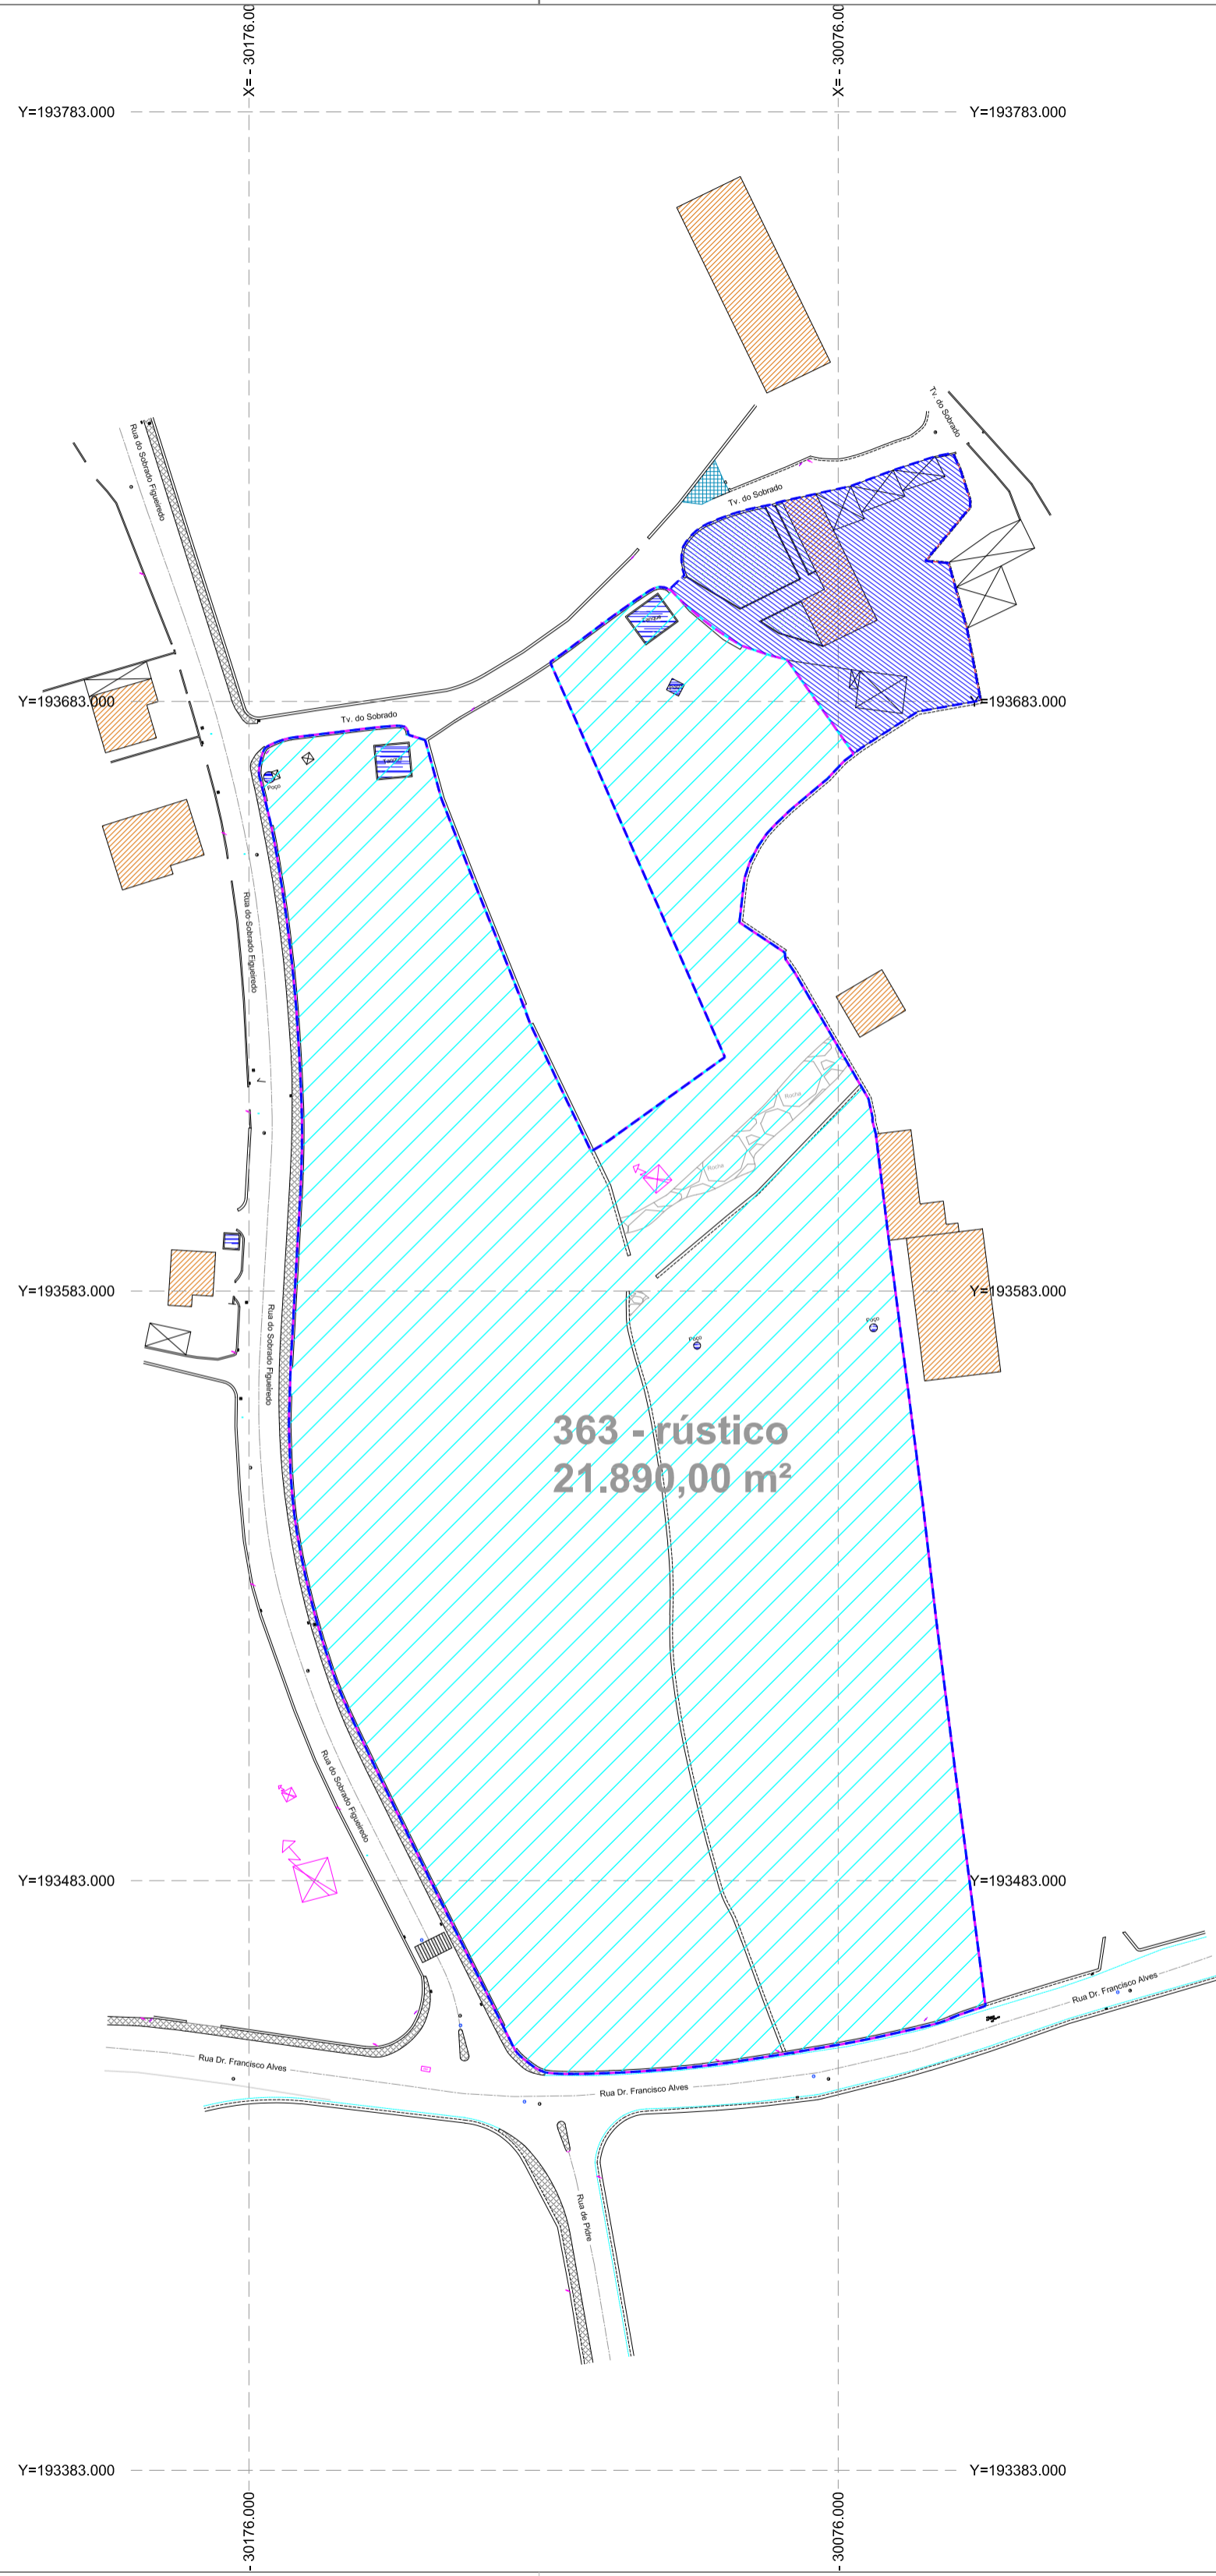 X= - 30176.00
X= - 30076.00
Y=193783.000
Y=193783.000
Tv. do Sobrado
Rua do Sobrado Figueiredo
Tv. do Sobrado
Tanque
Y=193683.000
Y=193683.000
Tv. do Sobrado
Tanque
Poço
Rua do Sobrado Figueiredo
Rocha
Rocha
Y=193583.000
Y=193583.000
Rua do Sobrado Figueiredo
Poço
Poço
363 - rústico
21.890,00 m²
Rua do Sobrado Figueiredo
Y=193483.000
Y=193483.000
Rua Dr. Francisco Alves
Rua Dr. Francisco Alves
Rua Dr. Francisco Alves
Rua de Pidre
Y=193383.000
Y=193383.000
- 30176.000
- 30076.000